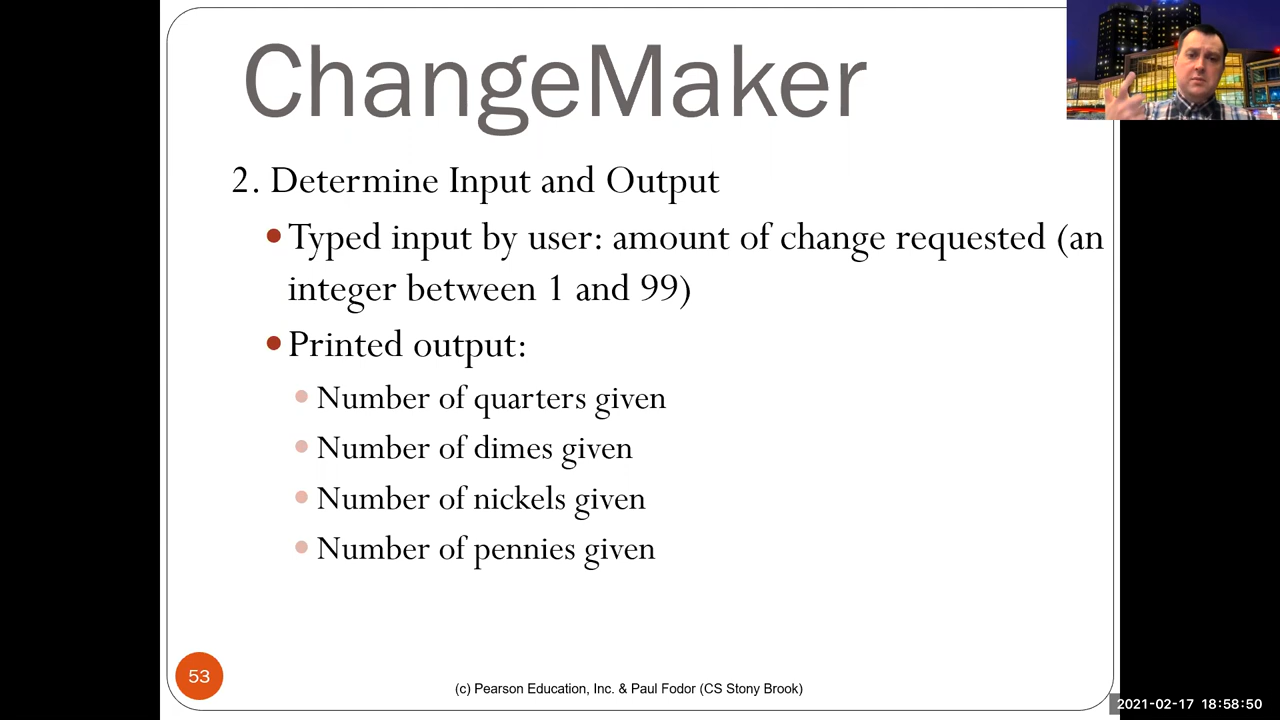 ChangeMaker
2. Determine Input and Output
Typed input by user: amount of change requested (an
integer between 1 and 99)
Printed output:
Number of quarters given
Number of dimes given
Number of nickels given
Number of pennies given
53
(c) Pearson Education, Inc. & Paul Fodor (CS Stony Brook)
2021-02-17 18:58:50